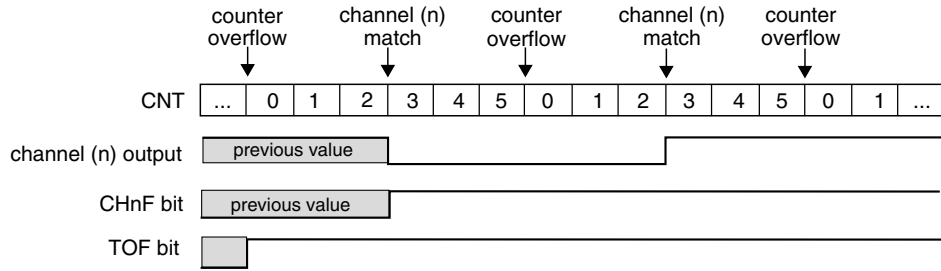 counter overflow
channel (n) match
counter overflow
channel (n) match
counter overflow
CNT ... 0 1 2 3 4 5 0 1 2 3 4 5 0 1 ...
channel (n) output previous value
CHnF bit previous value
TOF bit